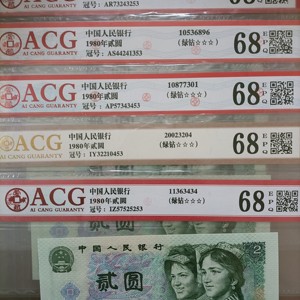 AI CANG GUARANTY
冠号: AR73243253
ACG
AI CANG GUARANTY
中国人民银行
1980年贰圆
冠号: AS44241353
10536896
(绿钻☆☆☆)
68 EPQ
ACG
AI CANG GUARANTY
中国人民银行
1980年贰圆
冠号: AP57343453
10877301
(绿钻☆☆☆)
68 EPQ
ACG
AI CANG GUARANTY
中国人民银行
1980年贰圆
冠号: IY32210453
20023204
(绿钻☆☆☆)
68 EPQ
ACG
AI CANG GUARANTY
中国人民银行
1980年贰圆
冠号: IZ57525253
11363434
(绿钻☆☆☆)
68 EPQ
中国人民银行
贰圆